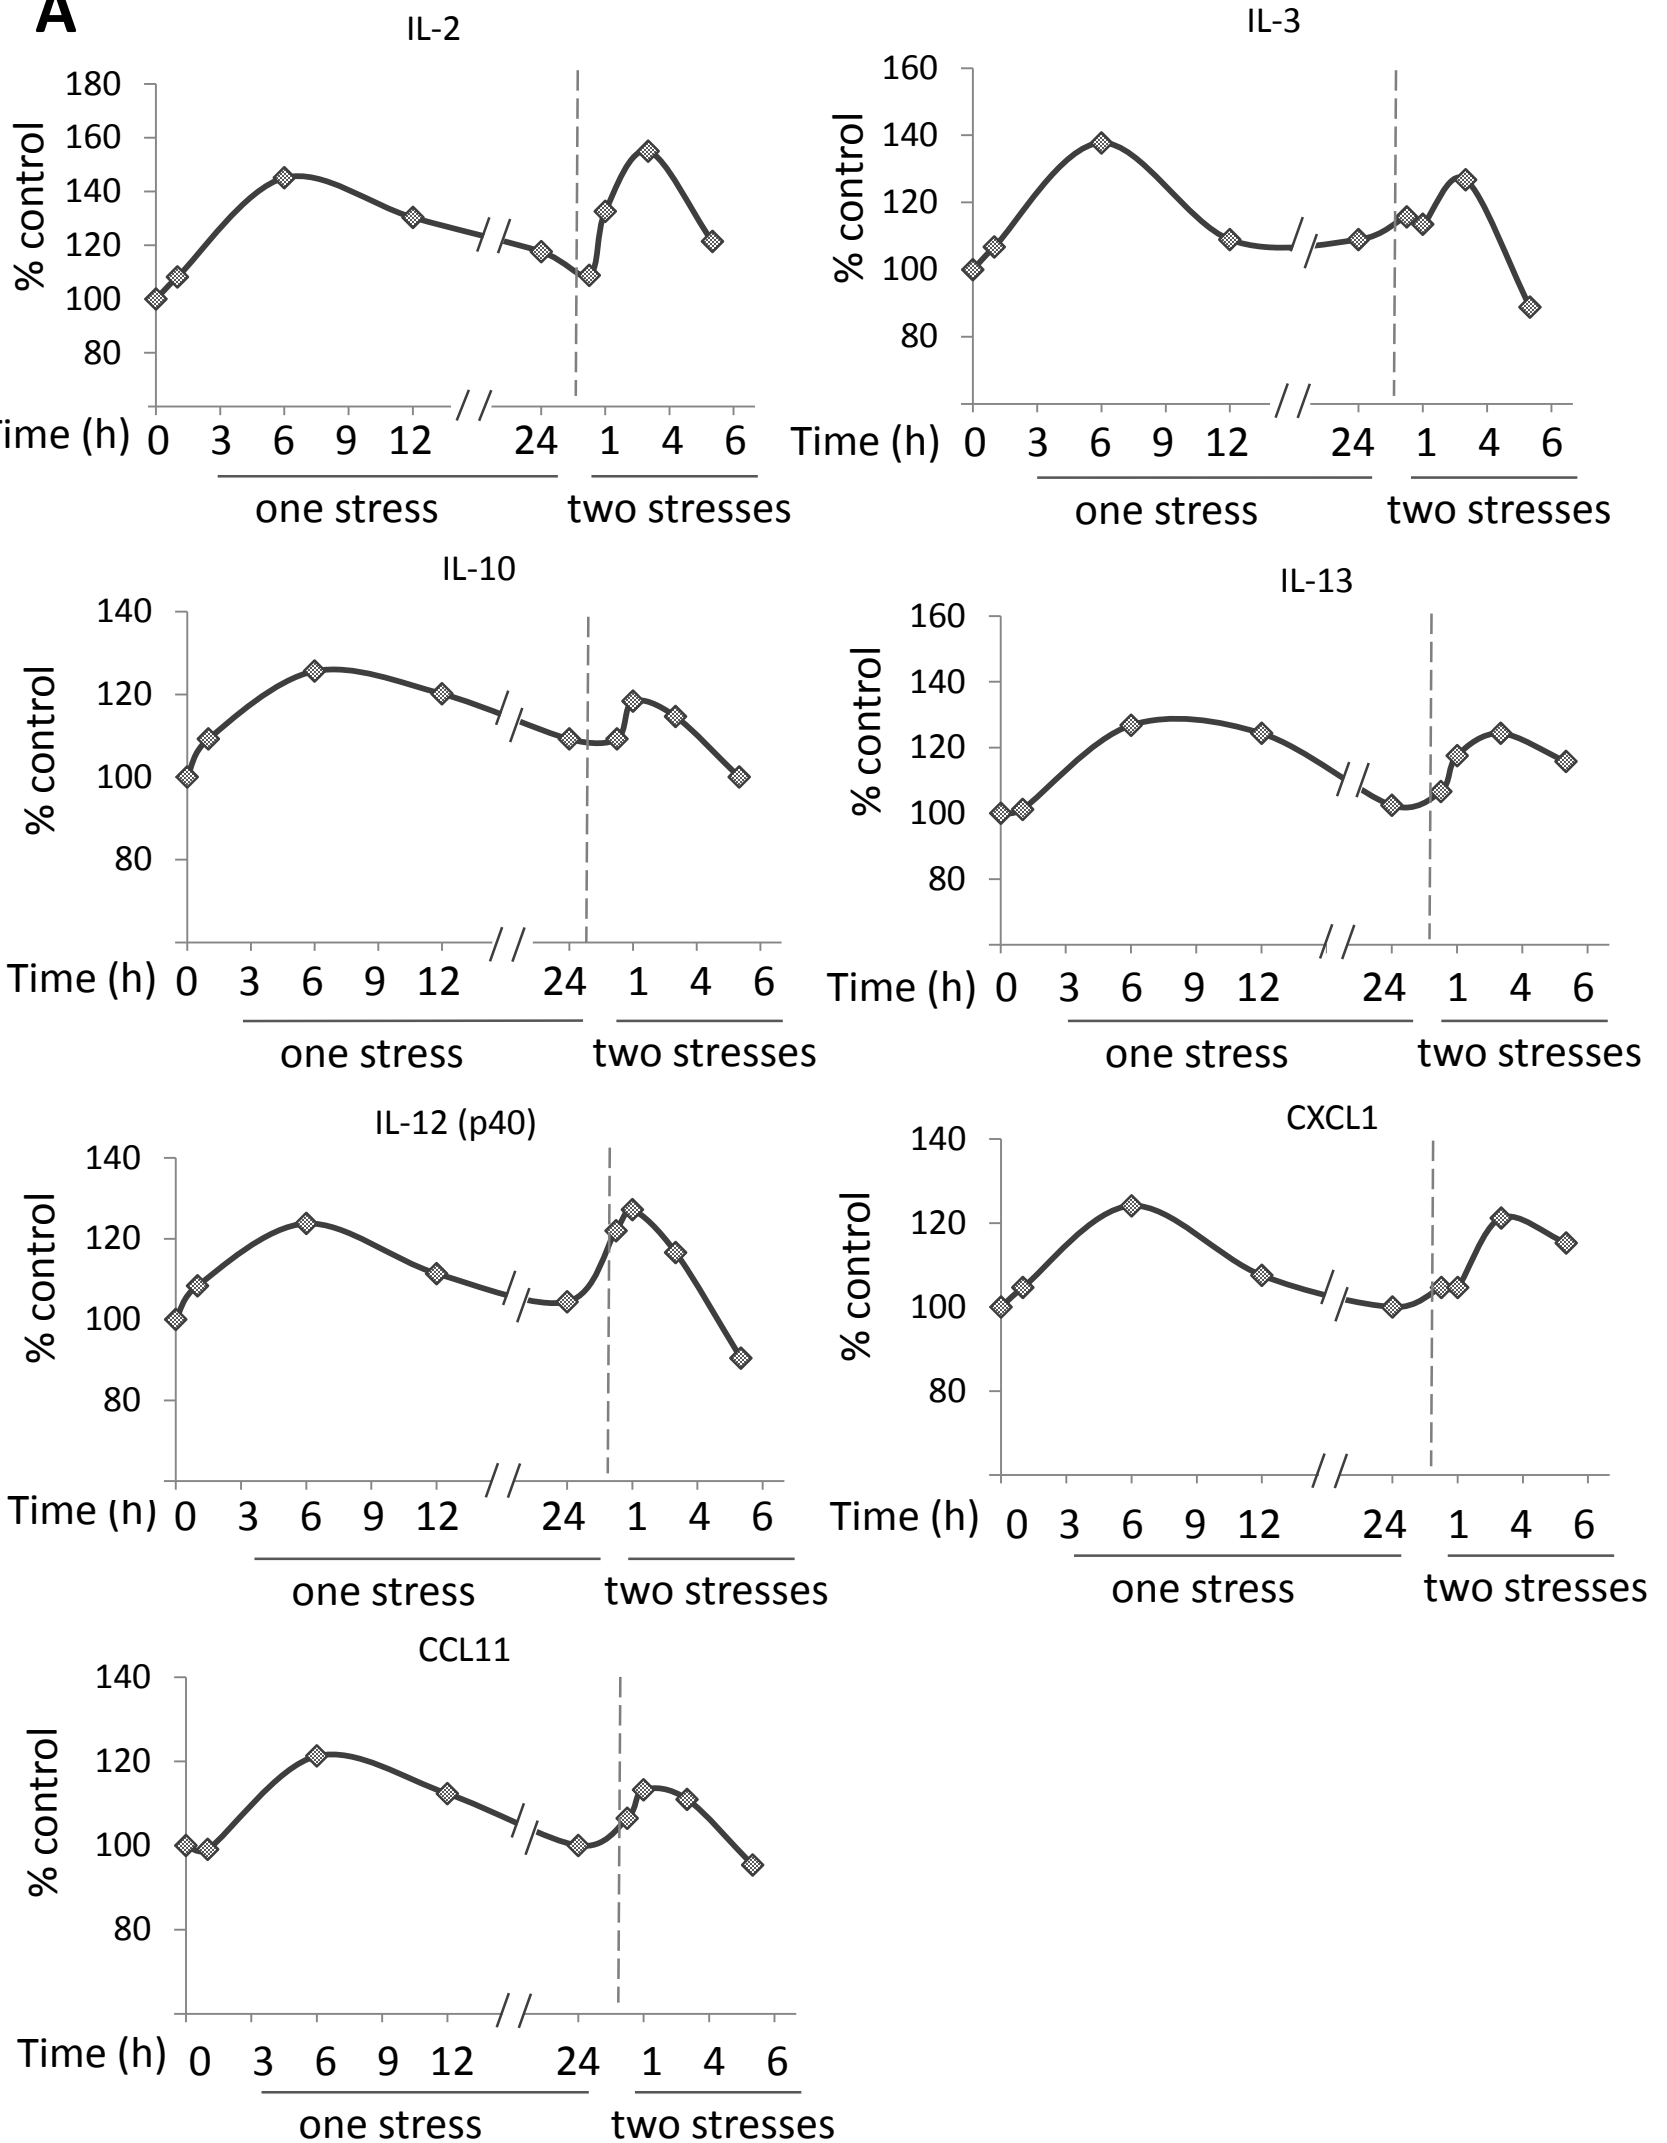 A
IL-2
180
160
140
120
100
80
% control
Time (h) 0 3 6 9 12 24 1 4 6
one stress two stresses
IL-3
160
140
120
100
80
% control
Time (h) 0 3 6 9 12 24 1 4 6
one stress two stresses
IL-10
140
120
100
80
% control
Time (h) 0 3 6 9 12 24 1 4 6
one stress two stresses
IL-13
160
140
120
100
80
% control
Time (h) 0 3 6 9 12 24 1 4 6
one stress two stresses
IL-12 (p40)
140
120
100
80
% control
Time (h) 0 3 6 9 12 24 1 4 6
one stress two stresses
CXCL1
140
120
100
80
% control
Time (h) 0 3 6 9 12 24 1 4 6
one stress two stresses
CCL11
140
120
100
80
% control
Time (h) 0 3 6 9 12 24 1 4 6
one stress two stresses